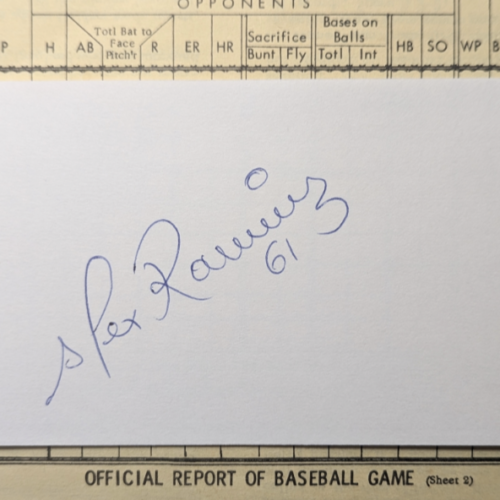 OPPONENTS
P H AB Totl Bat to Face Pitch'r R ER HR Sacrifice Bunt Fly Bases on Balls Totl Int HB SO WP B
Alex Ramirez
61
OFFICIAL REPORT OF BASEBALL GAME (Sheet 2)